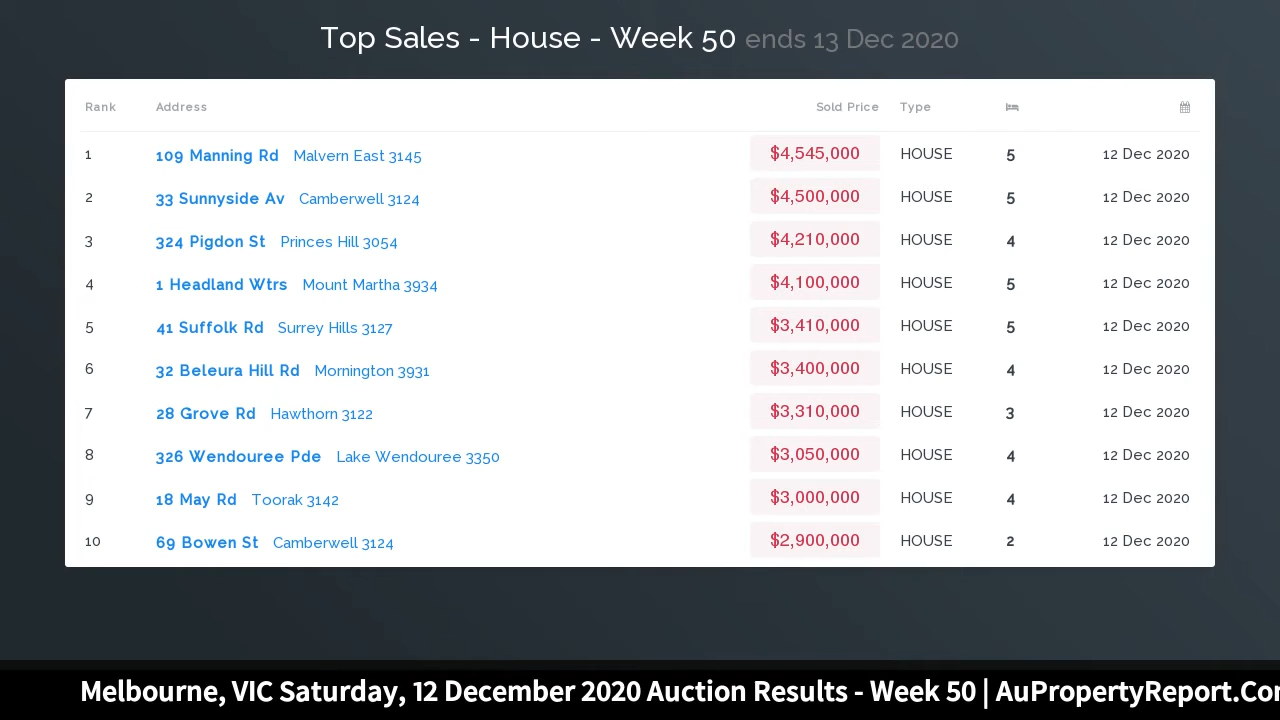 Top Sales - House - Week 50 ends 13 Dec 2020
Rank Address Sold Price Type
1 109 Manning Rd Malvern East 3145 $4,545,000 HOUSE 5 12 Dec 2020
2 33 Sunnyside Av Camberwell 3124 $4,500,000 HOUSE 5 12 Dec 2020
3 324 Pigdon St Princes Hill 3054 $4,210,000 HOUSE 4 12 Dec 2020
4 1 Headland Wtrs Mount Martha 3934 $4,100,000 HOUSE 5 12 Dec 2020
5 41 Suffolk Rd Surrey Hills 3127 $3,410,000 HOUSE 5 12 Dec 2020
6 32 Beleura Hill Rd Mornington 3931 $3,400,000 HOUSE 4 12 Dec 2020
7 28 Grove Rd Hawthorn 3122 $3,310,000 HOUSE 3 12 Dec 2020
8 326 Wendouree Pde Lake Wendouree 3350 $3,050,000 HOUSE 4 12 Dec 2020
9 18 May Rd Toorak 3142 $3,000,000 HOUSE 4 12 Dec 2020
10 69 Bowen St Camberwell 3124 $2,900,000 HOUSE 2 12 Dec 2020
Melbourne, VIC Saturday, 12 December 2020 Auction Results - Week 50 | AuPropertyReport.Cor